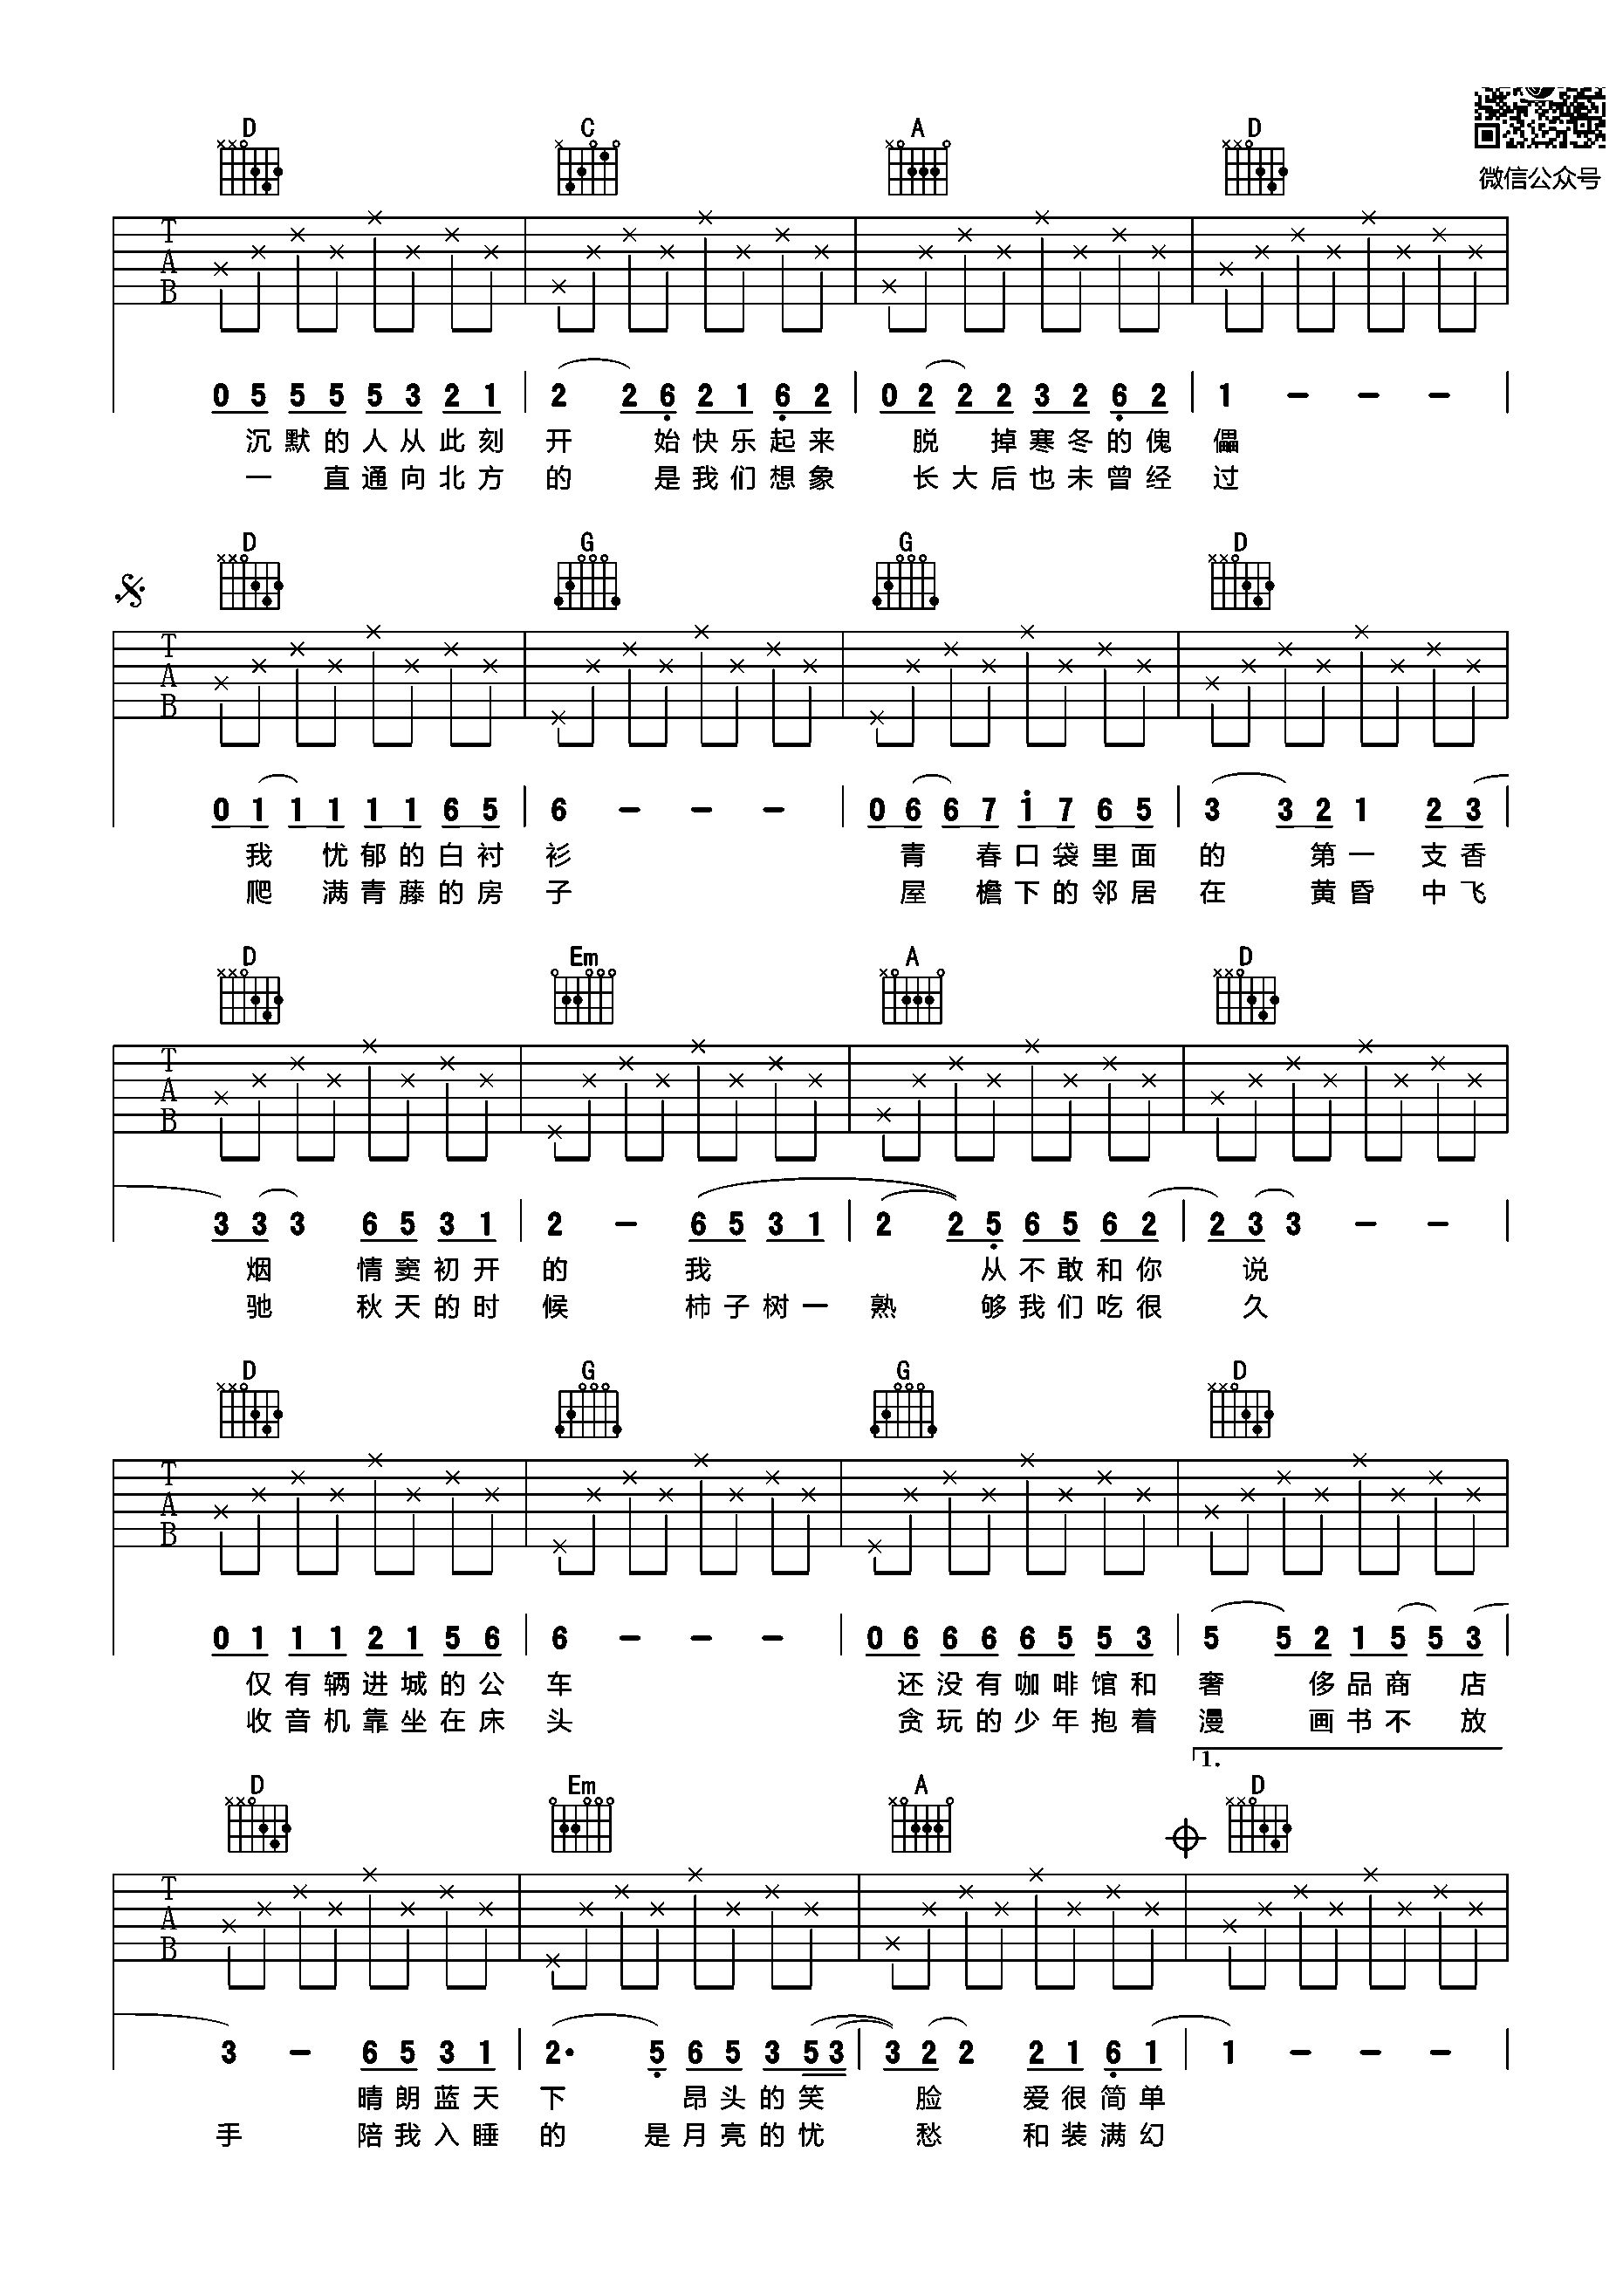 微信公众号
D C A D
T
A
B
0 5 5 5 5 3 2 1 2 2 6 2 1 6 2 0 2 2 2 3 2 6 2 1 - - -
沉默的人从此刻 开 始快乐起来 脱 掉寒冬的傀 儡
一 直通向北方 的 是我们想象 长大后也未曾经 过
D G G D
T
A
B
0 1 1 1 1 1 6 5 6 - - - 0 6 6 7 1 7 6 5 3 3 2 1 2 3
我 忧郁的白衬 衫 青 春口袋里面 的 第一 支香
爬 满青藤的房 子 屋 檐下的邻居 在 黄昏 中飞
D Em A D
T
A
B
3 3 3 6 5 3 1 2 - 6 5 3 1 2 2 5 6 5 6 2 2 3 3 - -
烟 情窦初开 的 我 从不敢和你 说
驰 秋天的时 候 柿子树一 熟 够我们吃很 久
D G G D
T
A
B
0 1 1 1 2 1 5 6 6 - - - 0 6 6 6 6 5 5 3 5 5 2 1 5 5 3
仅有辆进城的公 车 还没有咖啡馆和 奢 侈品商 店
收音机靠坐在床 头 贪玩的少年抱着 漫 画书不 放
1.
D Em A D
T
A
B
3 - 6 5 3 1 2· 5 6 5 3 5 3 3 2 2 2 1 6 1 1 - - -
晴朗蓝天 下 昂头的笑 脸 爱很简单
手 陪我入睡 的 是月亮的忧 愁 和装满幻